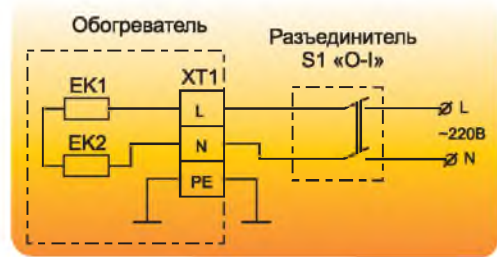 Обогреватель
Разъединитель
S1 «O-I»
EK1
XT1
L
L
~220В
EK2
N
N
PE